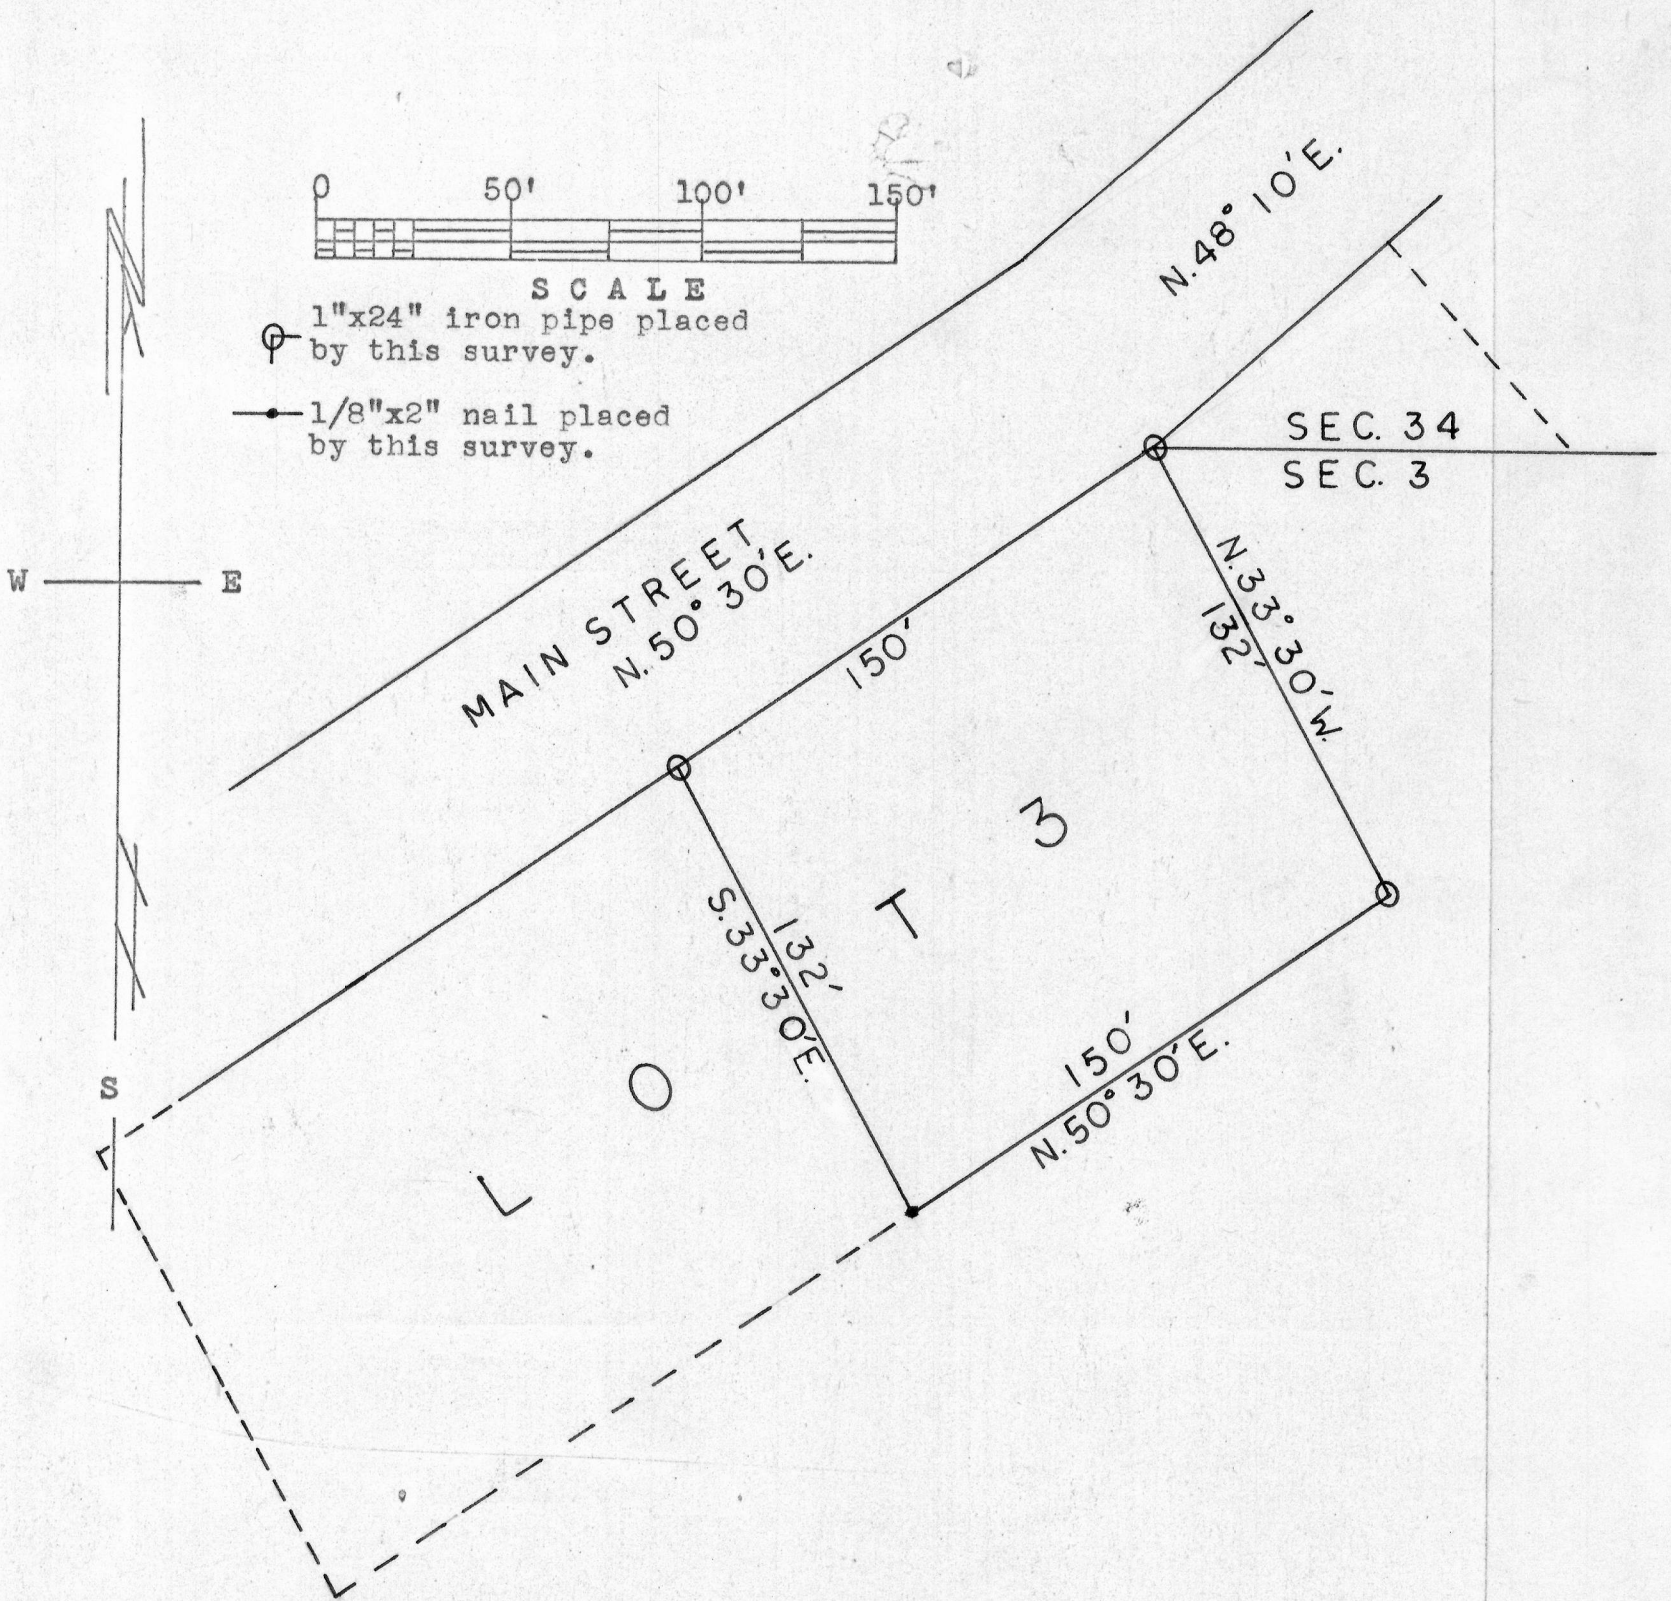 0 50' 100' 150'
SCALE
1"x24" iron pipe placed
by this survey.
1/8"x2" nail placed
by this survey.
N. 48° 10' E.
SEC. 34
SEC. 3
W E
S
MAIN STREET
N. 50° 30' E.
150'
N. 33° 30' W.
132'
132'
S. 33° 30' E.
LOT 3
150'
N. 50° 30' E.